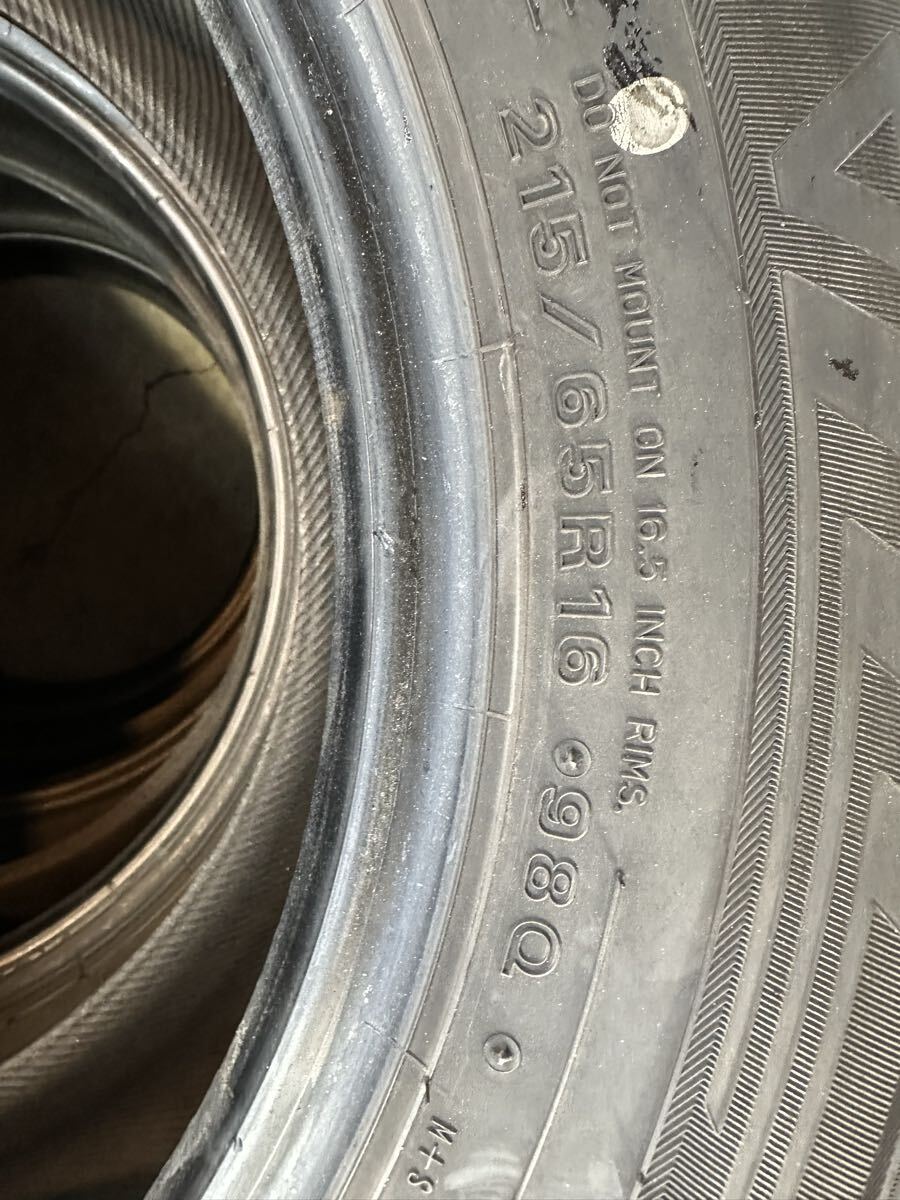 DO NOT MOUNT ON 16.5 INCH RIMS.
215/65R16 98Q
M+S